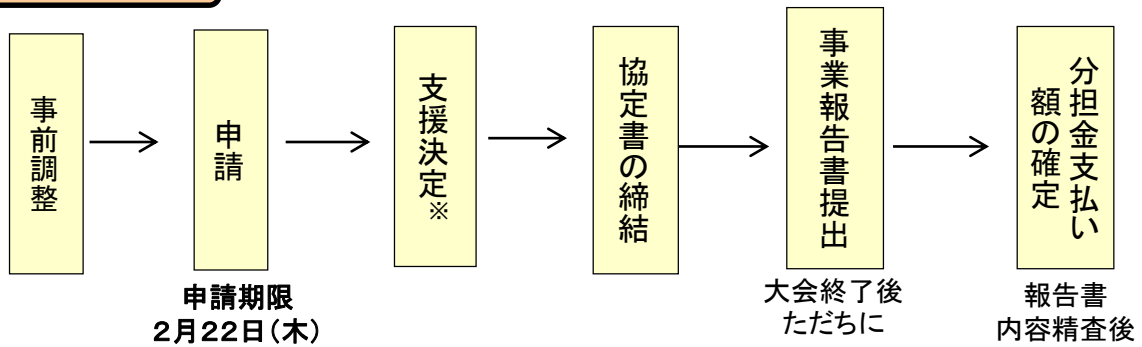 事前調整
申請
支援決定※
協定書の締結
事業報告書提出
分担金支払い
額の確定
申請期限
2月22日(木)
大会終了後
ただちに
報告書
内容精査後